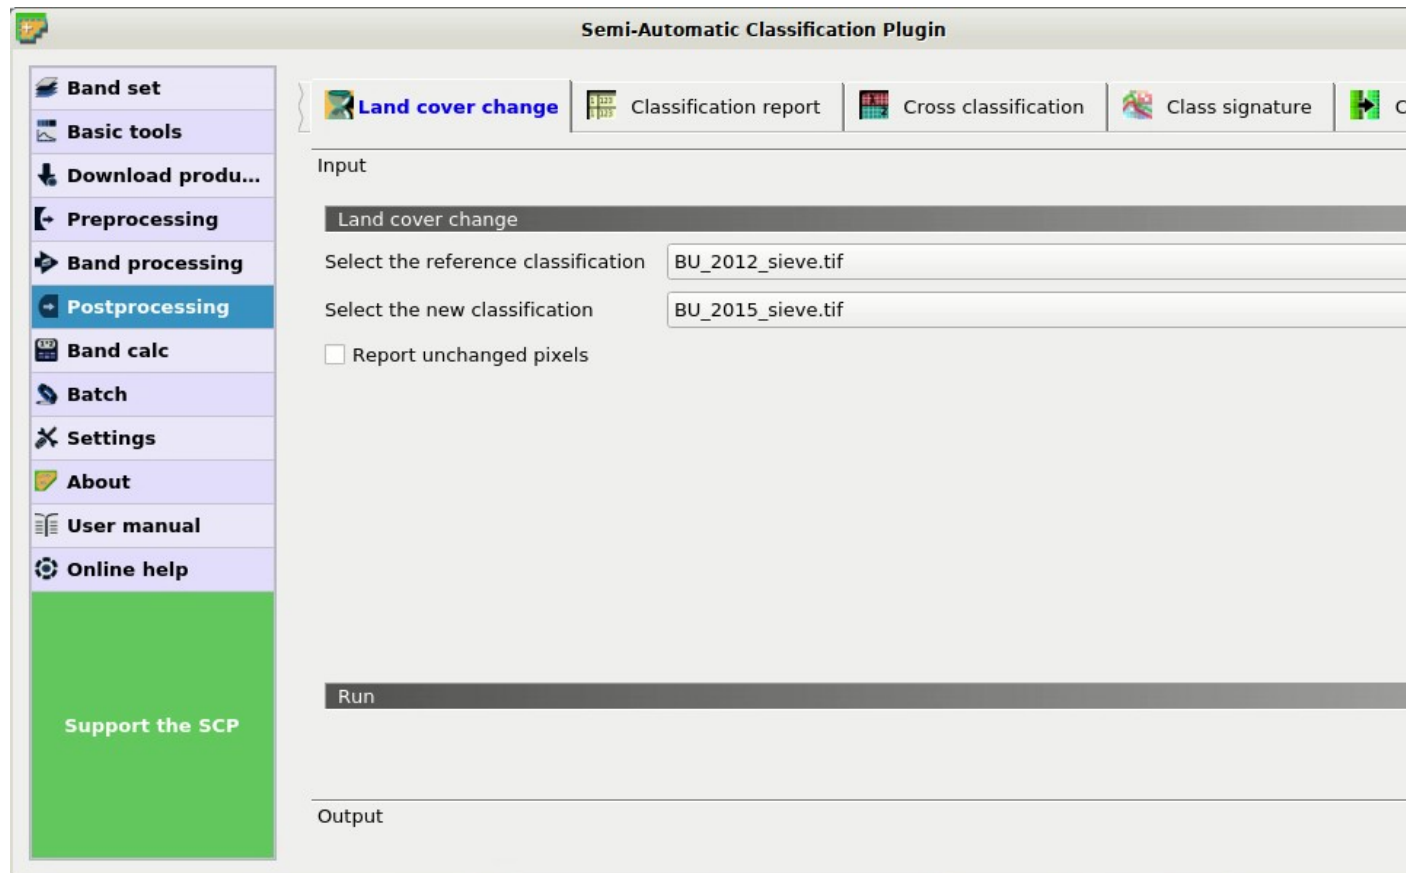 Semi-Automatic Classification Plugin
Band set
Basic tools
Download produ...
Preprocessing
Band processing
Postprocessing
Band calc
Batch
Settings
About
User manual
Online help
Support the SCP
Land cover change
Classification report
Cross classification
Class signature
Input
Land cover change
Select the reference classification
BU_2012_sieve.tif
Select the new classification
BU_2015_sieve.tif
Report unchanged pixels
Run
Output